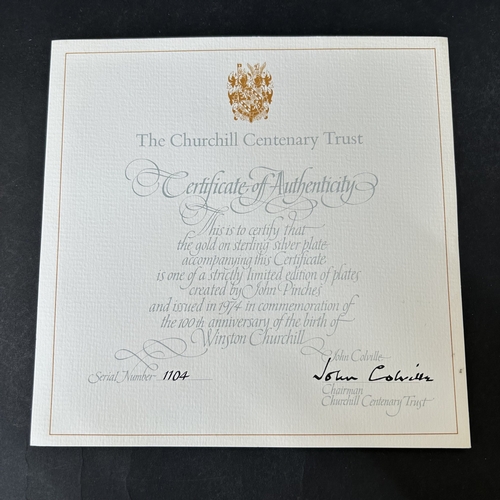 The Churchill Centenary Trust
Certificate of Authenticity
This is to certify that
the gold on sterling silver plate
accompanying this Certificate
is one of a strictly limited edition of plates
created by John Pinches
and issued in 1974 in commemoration of
the 100th anniversary of the birth of
Winston Churchill
John Colville
Serial Number 1104
John Colville
Chairman
Churchill Centenary Trust